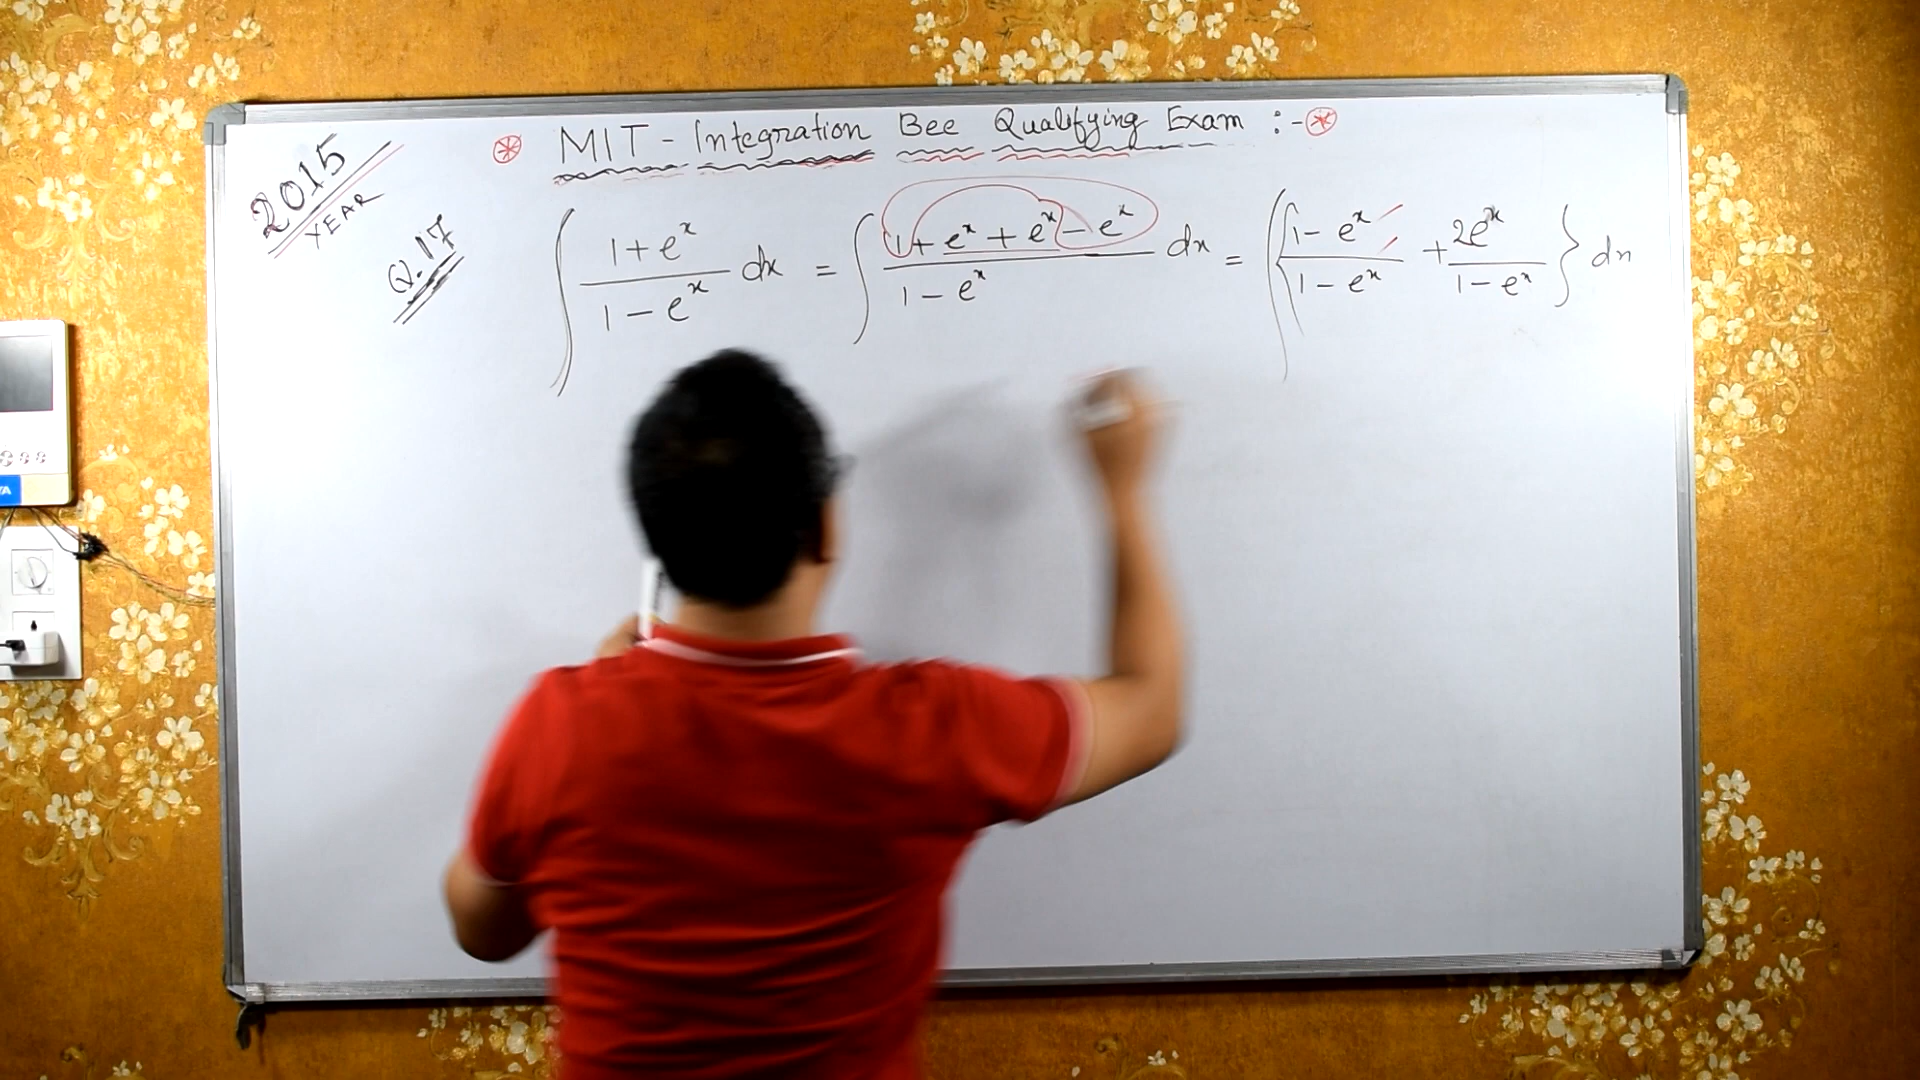 MIT - Integration Bee Qualifying Exam :-
2015
YEAR
Q.17
∫ (1 + e^x)/(1 - e^x) dx = ∫ (1 + e^x + e^x - e^x)/(1 - e^x) dx = ∫ { (1 - e^x)/(1 - e^x) + 2e^x/(1 - e^x) } dx